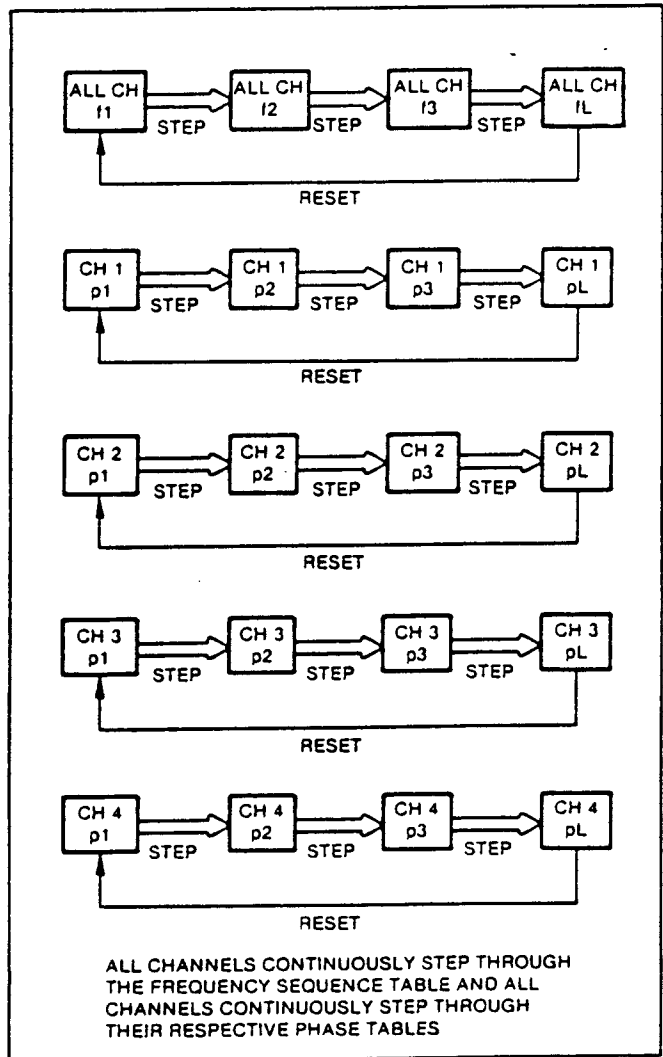 ALL CH ALL CH ALL CH ALL CH
f1 f2 f3 fL
STEP STEP STEP
RESET
CH 1 CH 1 CH 1 CH 1
p1 p2 p3 pL
STEP STEP STEP
RESET
CH 2 CH 2 CH 2 CH 2
p1 p2 p3 pL
STEP STEP STEP
RESET
CH 3 CH 3 CH 3 CH 3
p1 p2 p3 pL
STEP STEP STEP
RESET
CH 4 CH 4 CH 4 CH 4
p1 p2 p3 pL
STEP STEP STEP
RESET
ALL CHANNELS CONTINUOUSLY STEP THROUGH
THE FREQUENCY SEQUENCE TABLE AND ALL
CHANNELS CONTINUOUSLY STEP THROUGH
THEIR RESPECTIVE PHASE TABLES